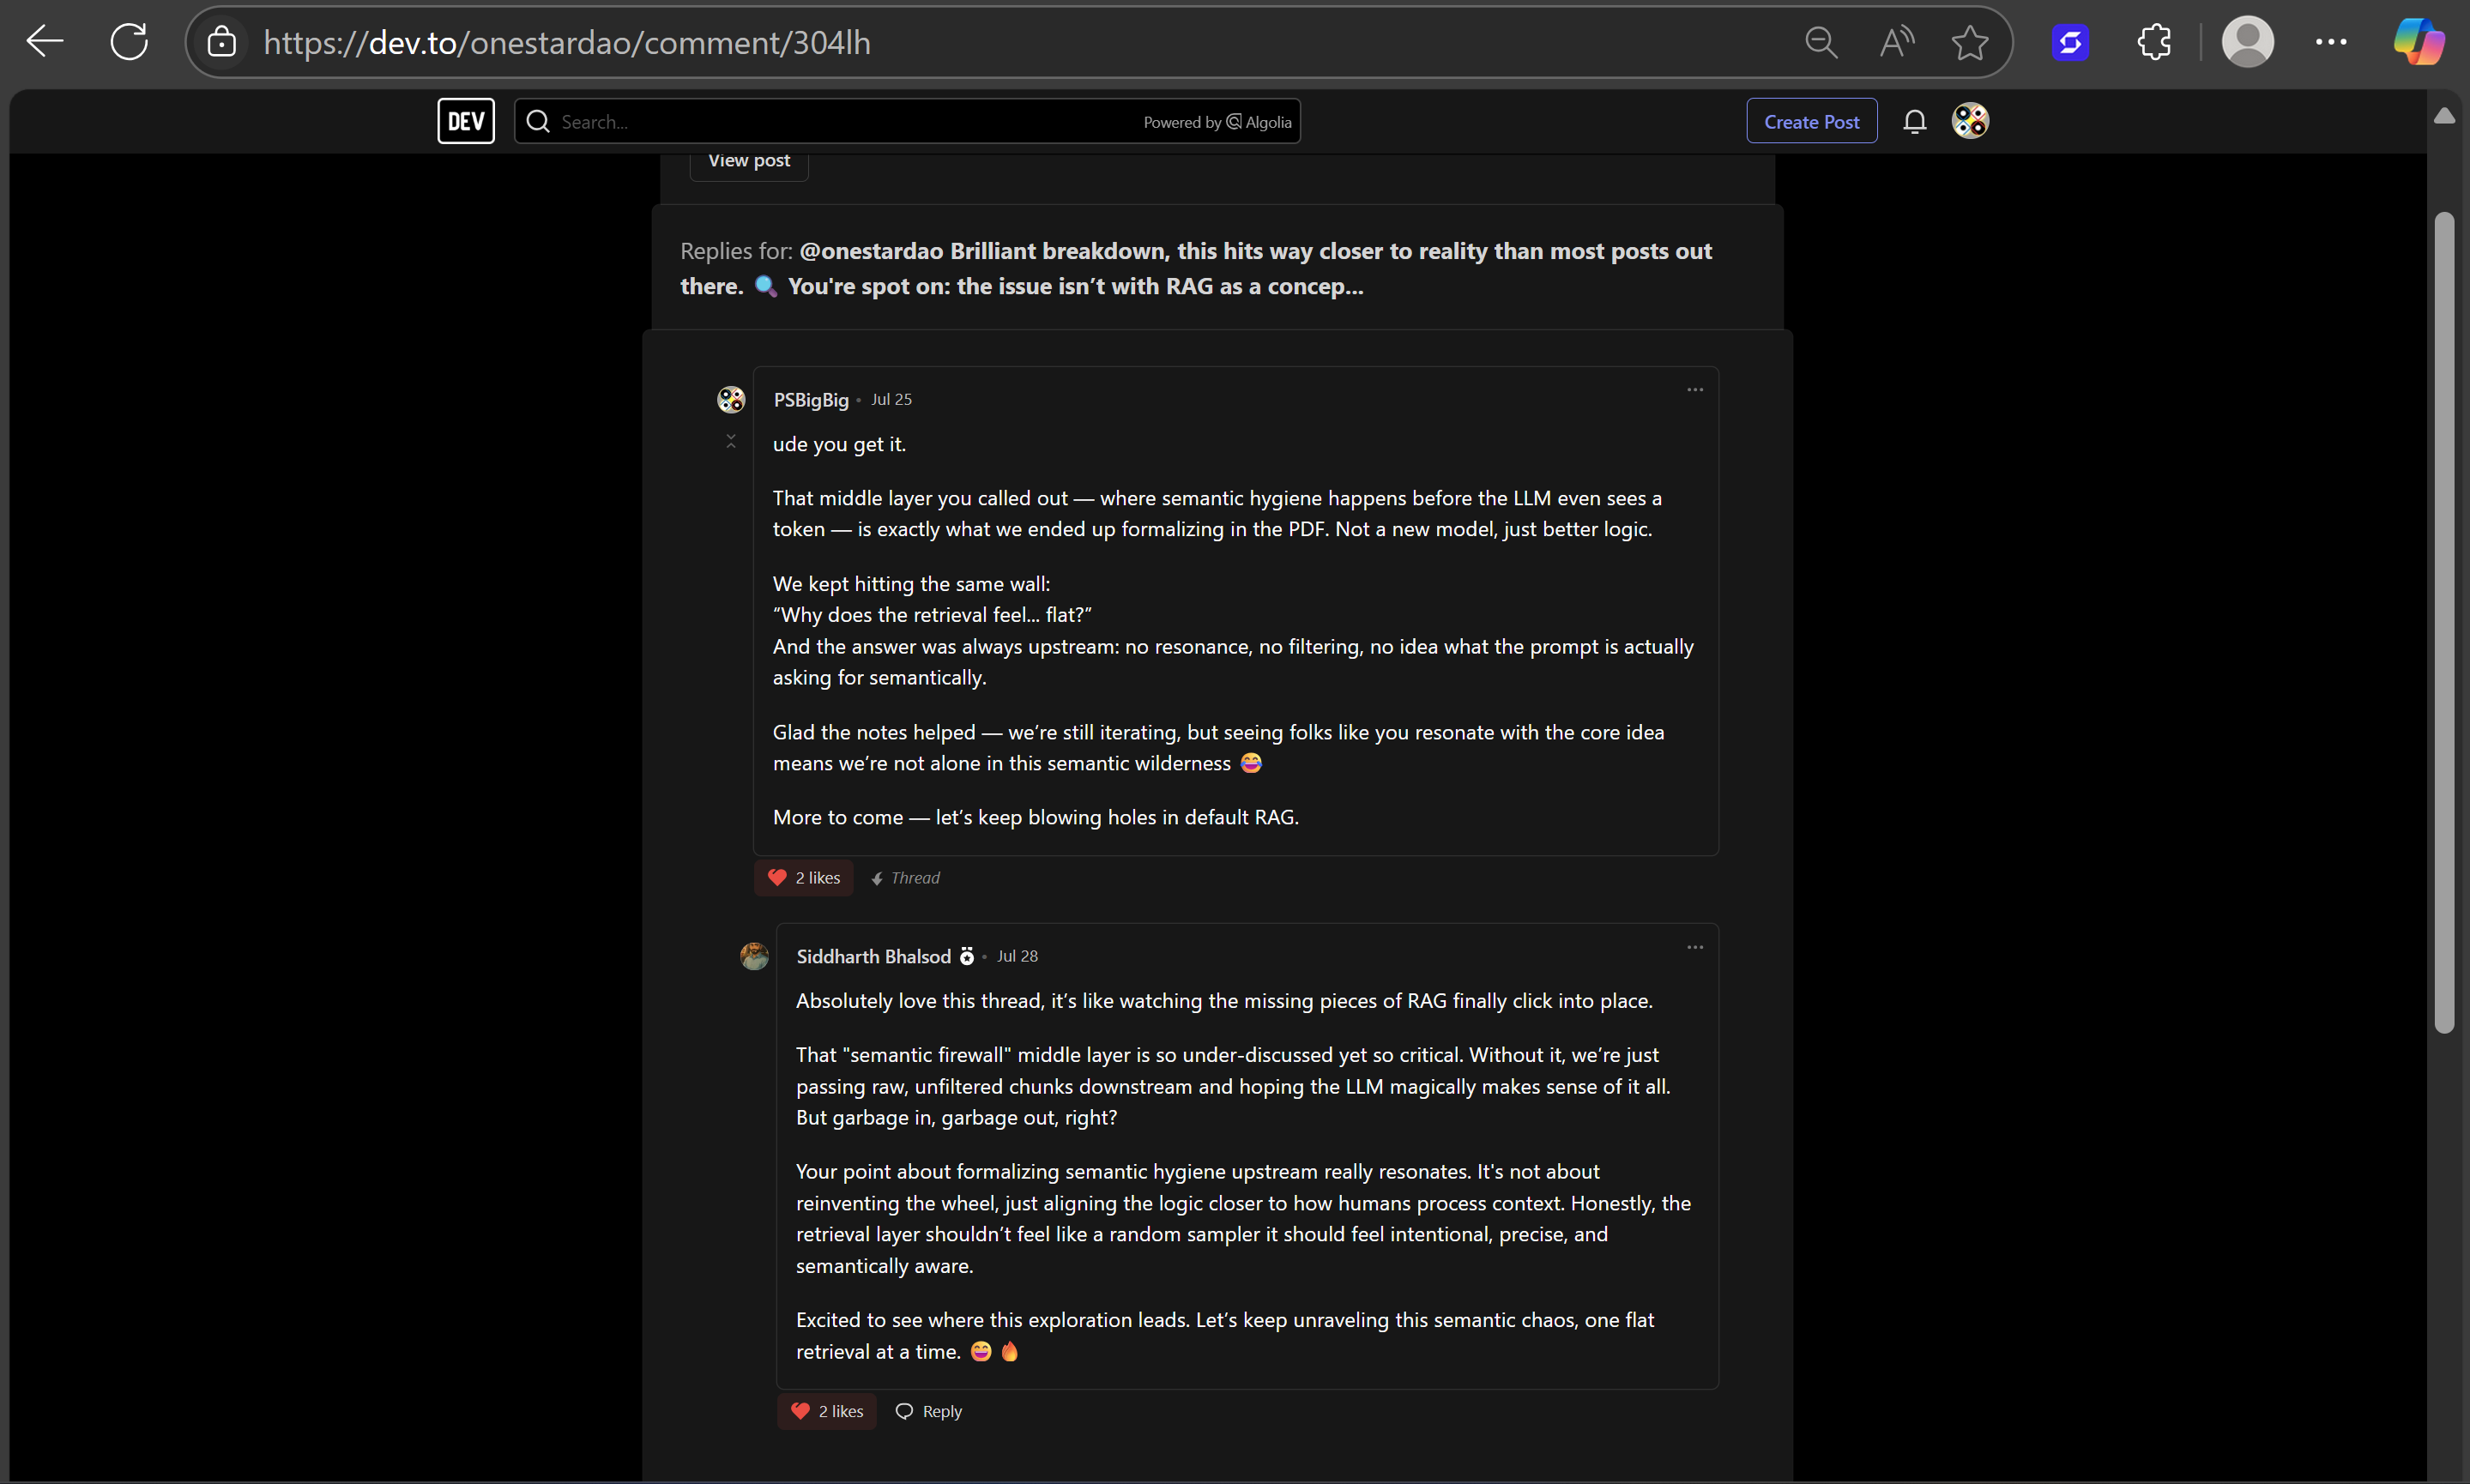 https://dev.to/onestardao/comment/304lh
DEV
Search...
Powered by Algolia
Create Post
View post
Replies for: @onestardao Brilliant breakdown, this hits way closer to reality than most posts out
there. 🔍 You're spot on: the issue isn’t with RAG as a concep...
PSBigBig • Jul 25
ude you get it.
That middle layer you called out — where semantic hygiene happens before the LLM even sees a
token — is exactly what we ended up formalizing in the PDF. Not a new model, just better logic.
We kept hitting the same wall:
“Why does the retrieval feel... flat?”
And the answer was always upstream: no resonance, no filtering, no idea what the prompt is actually
asking for semantically.
Glad the notes helped — we’re still iterating, but seeing folks like you resonate with the core idea
means we’re not alone in this semantic wilderness 😂
More to come — let’s keep blowing holes in default RAG.
2 likes Thread
Siddharth Bhalsod • Jul 28
Absolutely love this thread, it’s like watching the missing pieces of RAG finally click into place.
That "semantic firewall" middle layer is so under-discussed yet so critical. Without it, we’re just
passing raw, unfiltered chunks downstream and hoping the LLM magically makes sense of it all.
But garbage in, garbage out, right?
Your point about formalizing semantic hygiene upstream really resonates. It's not about
reinventing the wheel, just aligning the logic closer to how humans process context. Honestly, the
retrieval layer shouldn’t feel like a random sampler it should feel intentional, precise, and
semantically aware.
Excited to see where this exploration leads. Let’s keep unraveling this semantic chaos, one flat
retrieval at a time. 😄 🔥
2 likes Reply